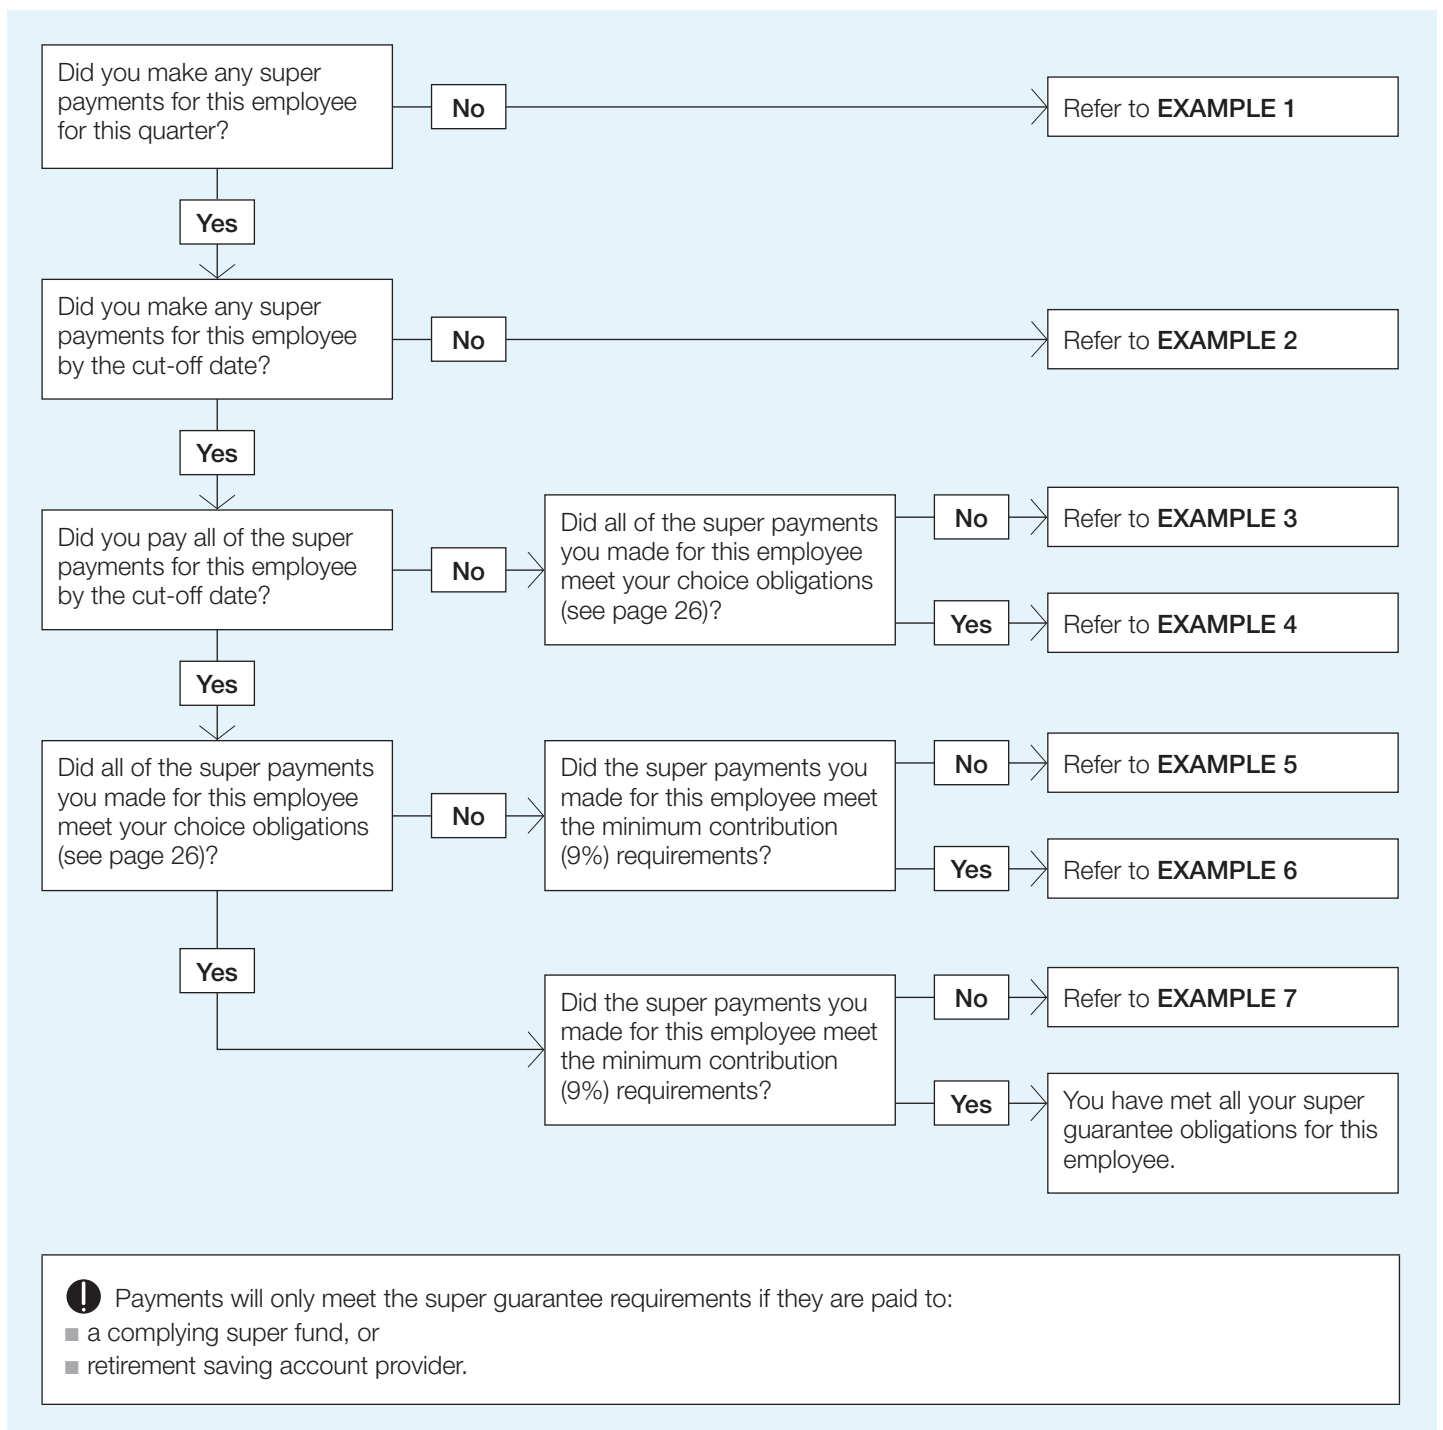 Did you make any super
payments for this employee
for this quarter?
No
Refer to EXAMPLE 1
Yes
Did you make any super
payments for this employee
by the cut-off date?
No
Refer to EXAMPLE 2
Yes
Did you pay all of the super
payments for this employee
by the cut-off date?
No
Did all of the super payments
you made for this employee
meet your choice obligations
(see page 26)?
No
Refer to EXAMPLE 3
Yes
Refer to EXAMPLE 4
Yes
Did all of the super payments
you made for this employee
meet your choice obligations
(see page 26)?
No
Did the super payments you
made for this employee meet
the minimum contribution
(9%) requirements?
No
Refer to EXAMPLE 5
Yes
Refer to EXAMPLE 6
Yes
Did the super payments you
made for this employee meet
the minimum contribution
(9%) requirements?
No
Refer to EXAMPLE 7
Yes
You have met all your super
guarantee obligations for this
employee.
Payments will only meet the super guarantee requirements if they are paid to:
■ a complying super fund, or
■ retirement saving account provider.